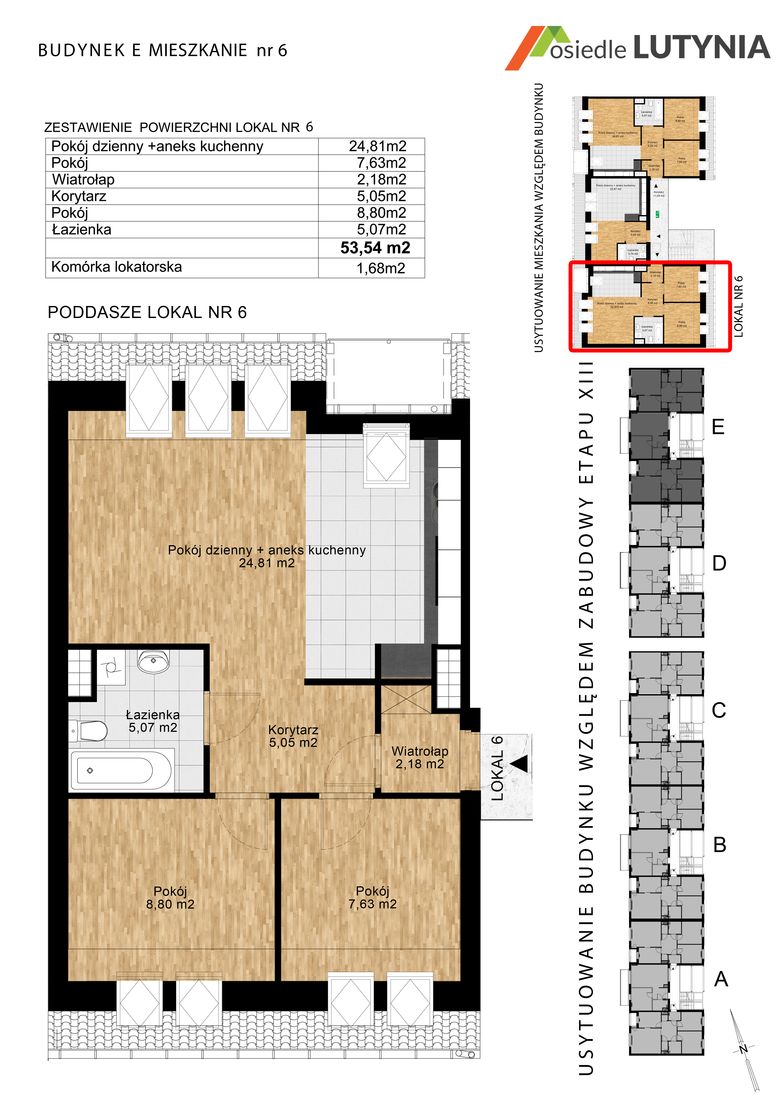 BUDYNEK E MIESZKANIE nr 6
osiedle LUTYNIA
ZESTAWIENIE POWIERZCHNI LOKAL NR 6
Pokój dzienny +aneks kuchenny 24,81m2
Pokój 7,63m2
Wiatrołap 2,18m2
Korytarz 5,05m2
Pokój 8,80m2
Łazienka 5,07m2
53,54 m2
Komórka lokatorska 1,68m2
PODDASZE LOKAL NR 6
Pokój dzienny + aneks kuchenny
24,81 m2
Łazienka
5,07 m2
Korytarz
5,05 m2
Wiatrołap
2,18 m2
LOKAL 6
Pokój
8,80 m2
Pokój
7,63 m2
USYTUOWANIE MIESZKANIA WZGLĘDEM BUDYNKU
LOKAL NR 6
USYTUOWANIE BUDYNKU WZGLĘDEM ZABUDOWY ETAPU XIII
E
D
C
B
A
N